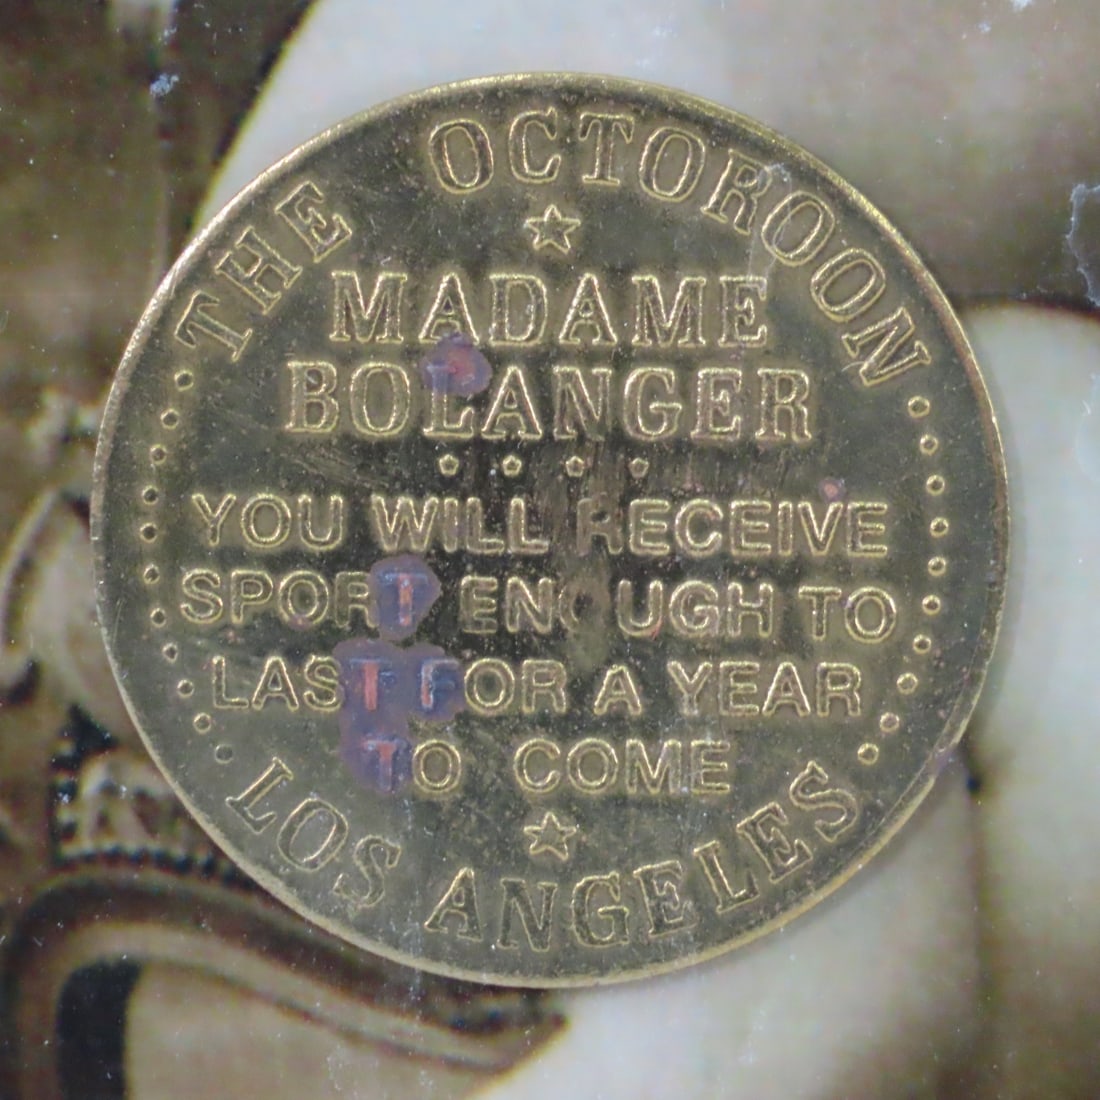 THE OCTOROON
MADAME
BOLANGER
YOU WILL RECEIVE
SPORT ENOUGH TO
LAST FOR A YEAR
TO COME
LOS ANGELES